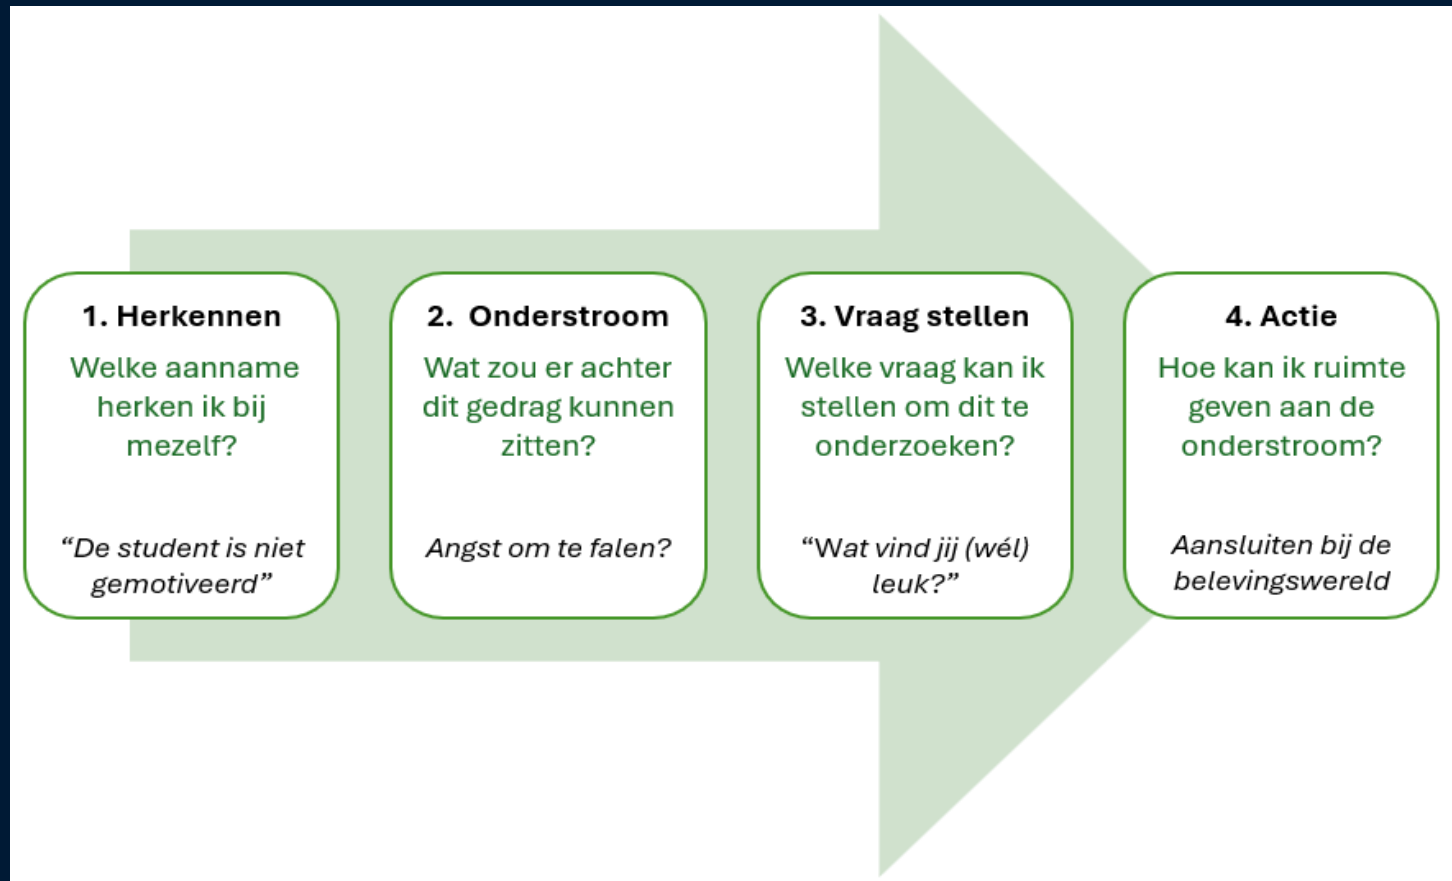 1. Herkennen
Welke aanname
herken ik bij
mezelf?
“De student is niet
gemotiveerd”
2. Onderstroom
Wat zou er achter
dit gedrag kunnen
zitten?
Angst om te falen?
3. Vraag stellen
Welke vraag kan ik
stellen om dit te
onderzoeken?
“Wat vind jij (wél)
leuk?”
4. Actie
Hoe kan ik ruimte
geven aan de
onderstroom?
Aansluiten bij de
belevingswereld